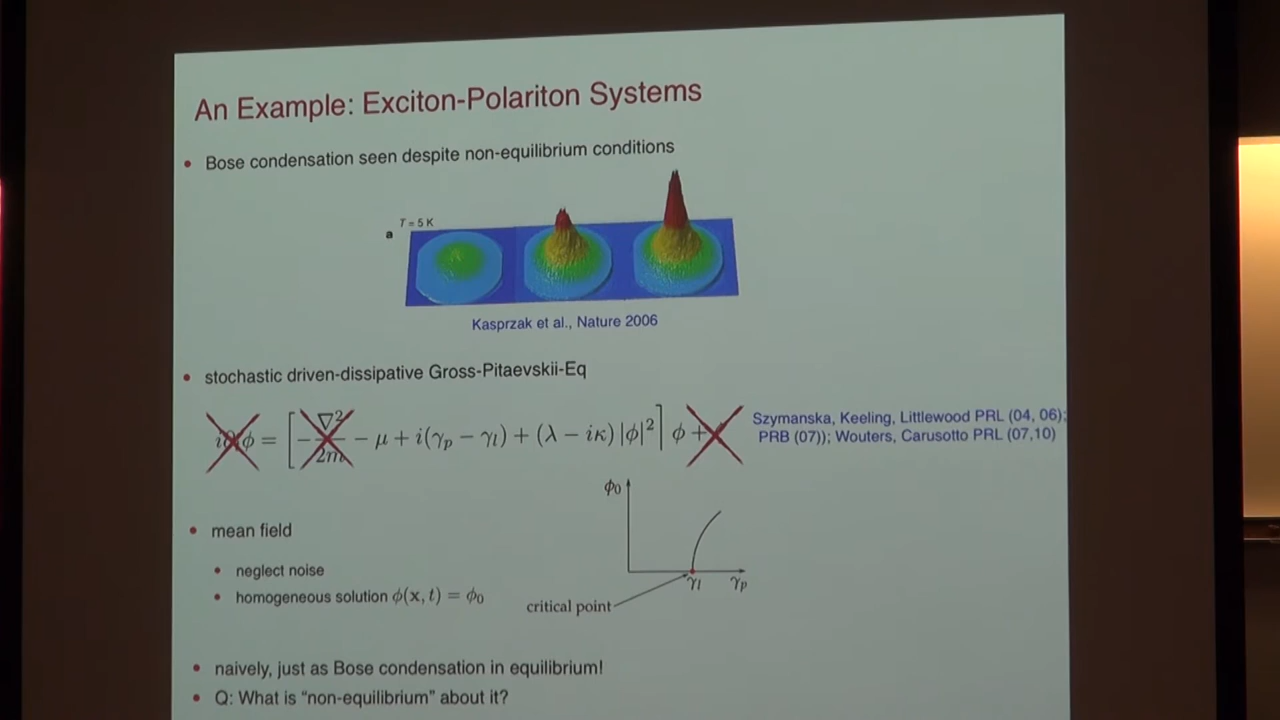 An Example: Exciton-Polariton Systems
• Bose condensation seen despite non-equilibrium conditions
T = 5 K
a
Kasprzak et al., Nature 2006
• stochastic driven-dissipative Gross-Pitaevskii-Eq
i∂ϕ = [−∇²/2m − μ + i(γp − γl) + (λ − iκ) |ϕ|²] ϕ +
Szymanska, Keeling, Littlewood PRL (04, 06);
PRB (07)); Wouters, Carusotto PRL (07,10)
ϕ0
• mean field
• neglect noise
γl γp
• homogeneous solution ϕ(x, t) = ϕ0
critical point
• naively, just as Bose condensation in equilibrium!
• Q: What is “non-equilibrium” about it?